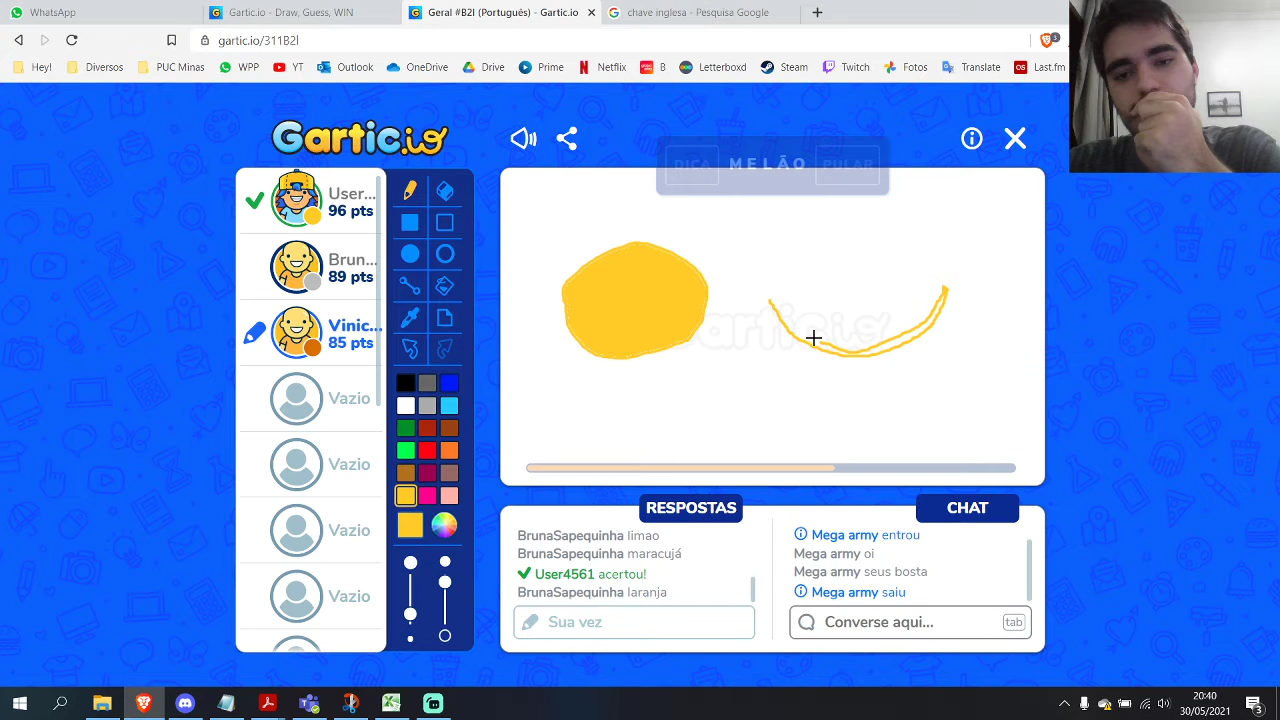 WhatsApp
Gartic.io - Draw, Guess, WIN
Geral #B2l (Português) - Gartic.io
chave inglesa - Pesquisa Google
gartic.io/311B2l
3
Hey!
Diversos
PUC Minas
WPP
YT
Outlook
OneDrive
Drive
Prime
Netflix
B
Letterboxd
Steam
Twitch
Fotos
Translate
Last.fm
Gartic.io
DICA
MELÃO
PULAR
User...
96 pts
Brun...
89 pts
Vinic...
85 pts
Vazio
Vazio
Vazio
Vazio
RESPOSTAS
BrunaSapequinha limao
BrunaSapequinha maracujá
User4561 acertou!
BrunaSapequinha laranja
Sua vez
CHAT
Mega army entrou
Mega army oi
Mega army seus bosta
Mega army saiu
Converse aqui...
tab
20:40
30/05/2021
3